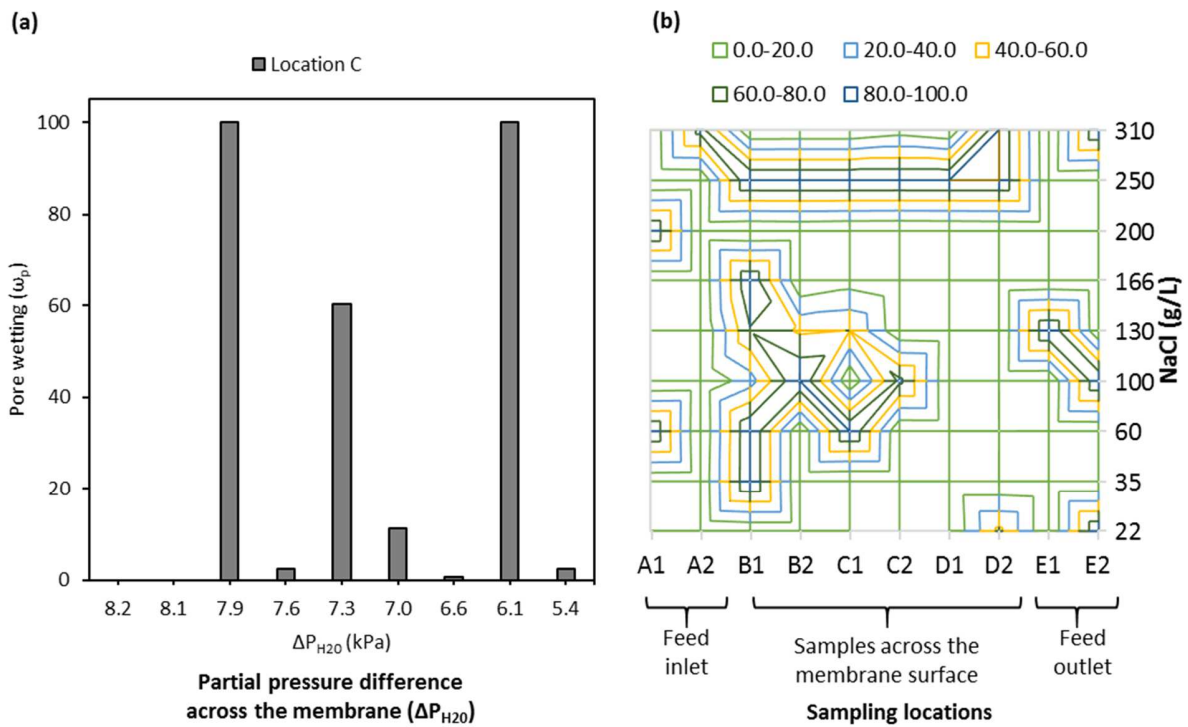 (a)
Location C
100
80
60
40
20
0
Pore wetting (ωp)
8.2 8.1 7.9 7.6 7.3 7.0 6.6 6.1 5.4
ΔPH20 (kPa)
Partial pressure difference
across the membrane (ΔPH20)
(b)
0.0-20.0 20.0-40.0 40.0-60.0
60.0-80.0 80.0-100.0
310
250
200
166
130
100
60
35
22
NaCl (g/L)
A1 A2 B1 B2 C1 C2 D1 D2 E1 E2
Feed
inlet
Samples across the
membrane surface
Feed
outlet
Sampling locations